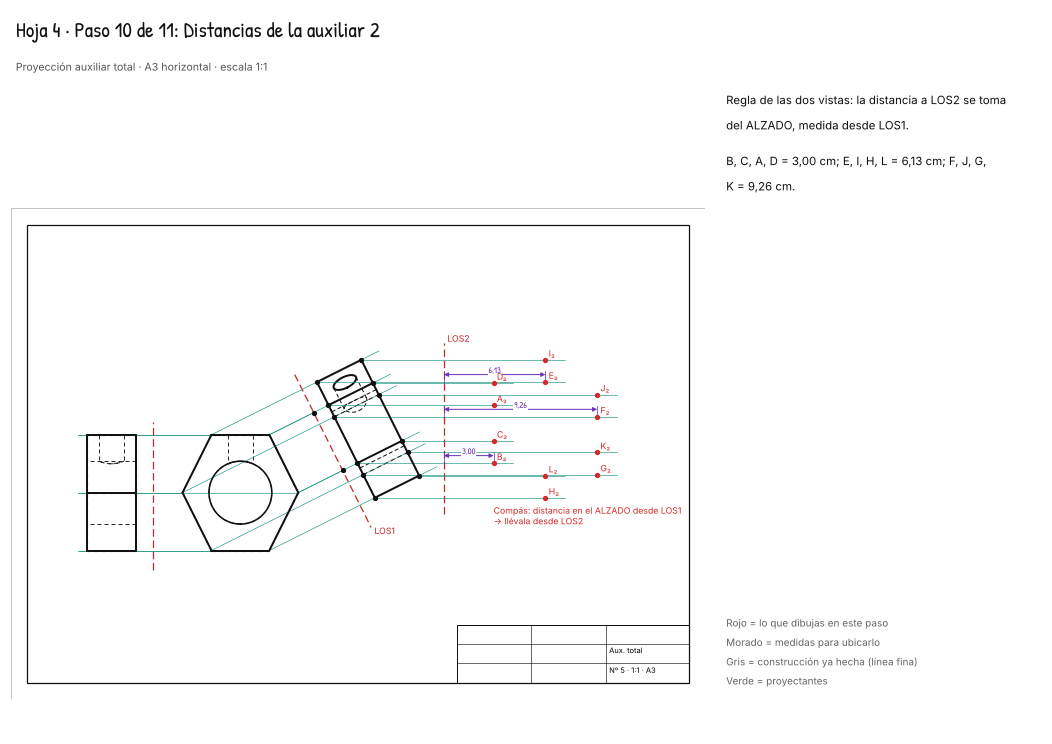 Hoja 4 · Paso 10 de 11: Distancias de la auxiliar 2
Proyección auxiliar total · A3 horizontal · escala 1:1
Regla de las dos vistas: la distancia a LOS2 se toma
del ALZADO, medida desde LOS1.
B, C, A, D = 3,00 cm; E, I, H, L = 6,13 cm; F, J, G,
K = 9,26 cm.
LOS2
I₂
6,13
D₂
E₂
J₂
A₂
9,26
F₂
C₂
K₂
3,00
B₂
L₂
G₂
H₂
Compás: distancia en el ALZADO desde LOS1
→ llévala desde LOS2
LOS1
Aux. total
Nº 5 · 1:1 · A3
Rojo = lo que dibujas en este paso
Morado = medidas para ubicarlo
Gris = construcción ya hecha (línea fina)
Verde = proyectantes